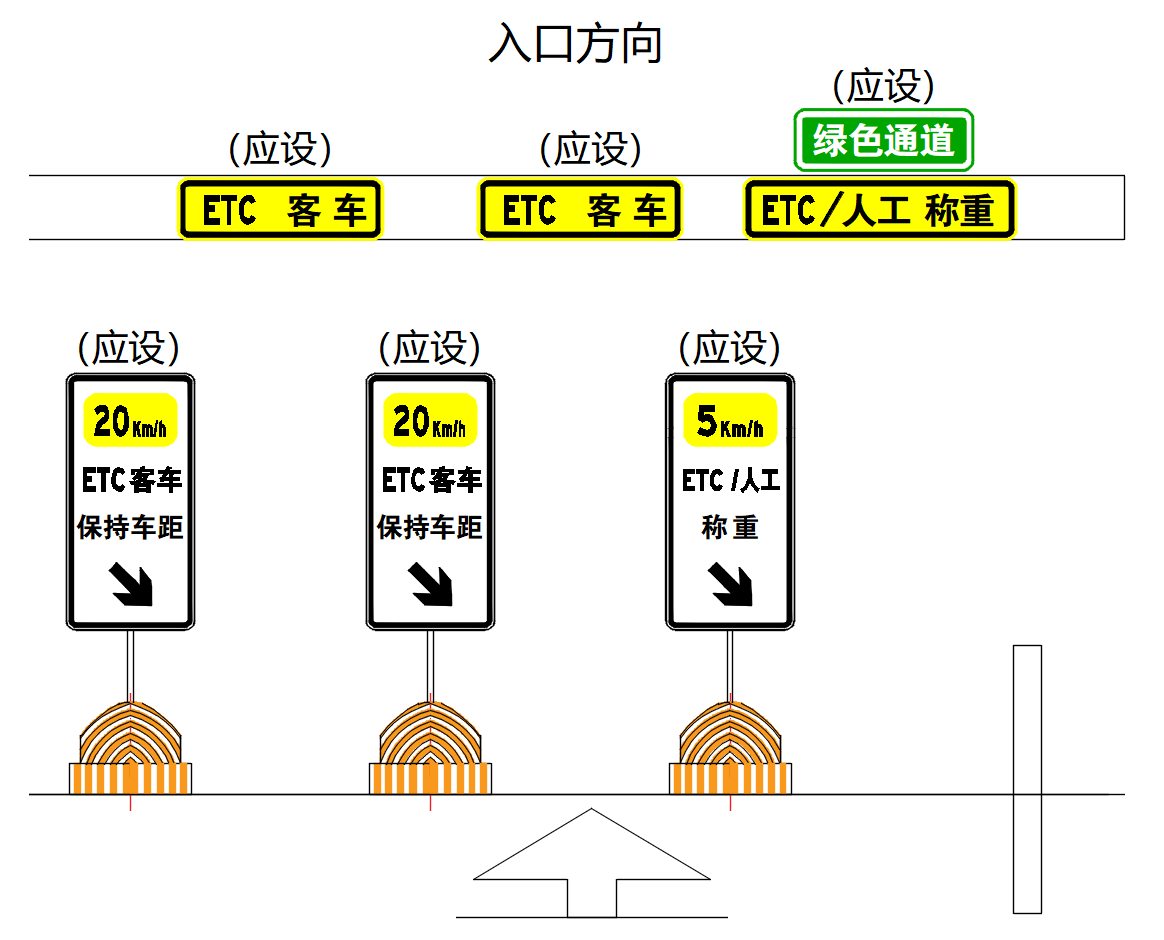 入口方向
（应设）
绿色通道
（应设）
（应设）
ETC 客 车
ETC 客 车
ETC/人工 称重
（应设）
（应设）
（应设）
20Km/h
ETC客车
保持车距
20Km/h
ETC客车
保持车距
5Km/h
ETC/人工
称重